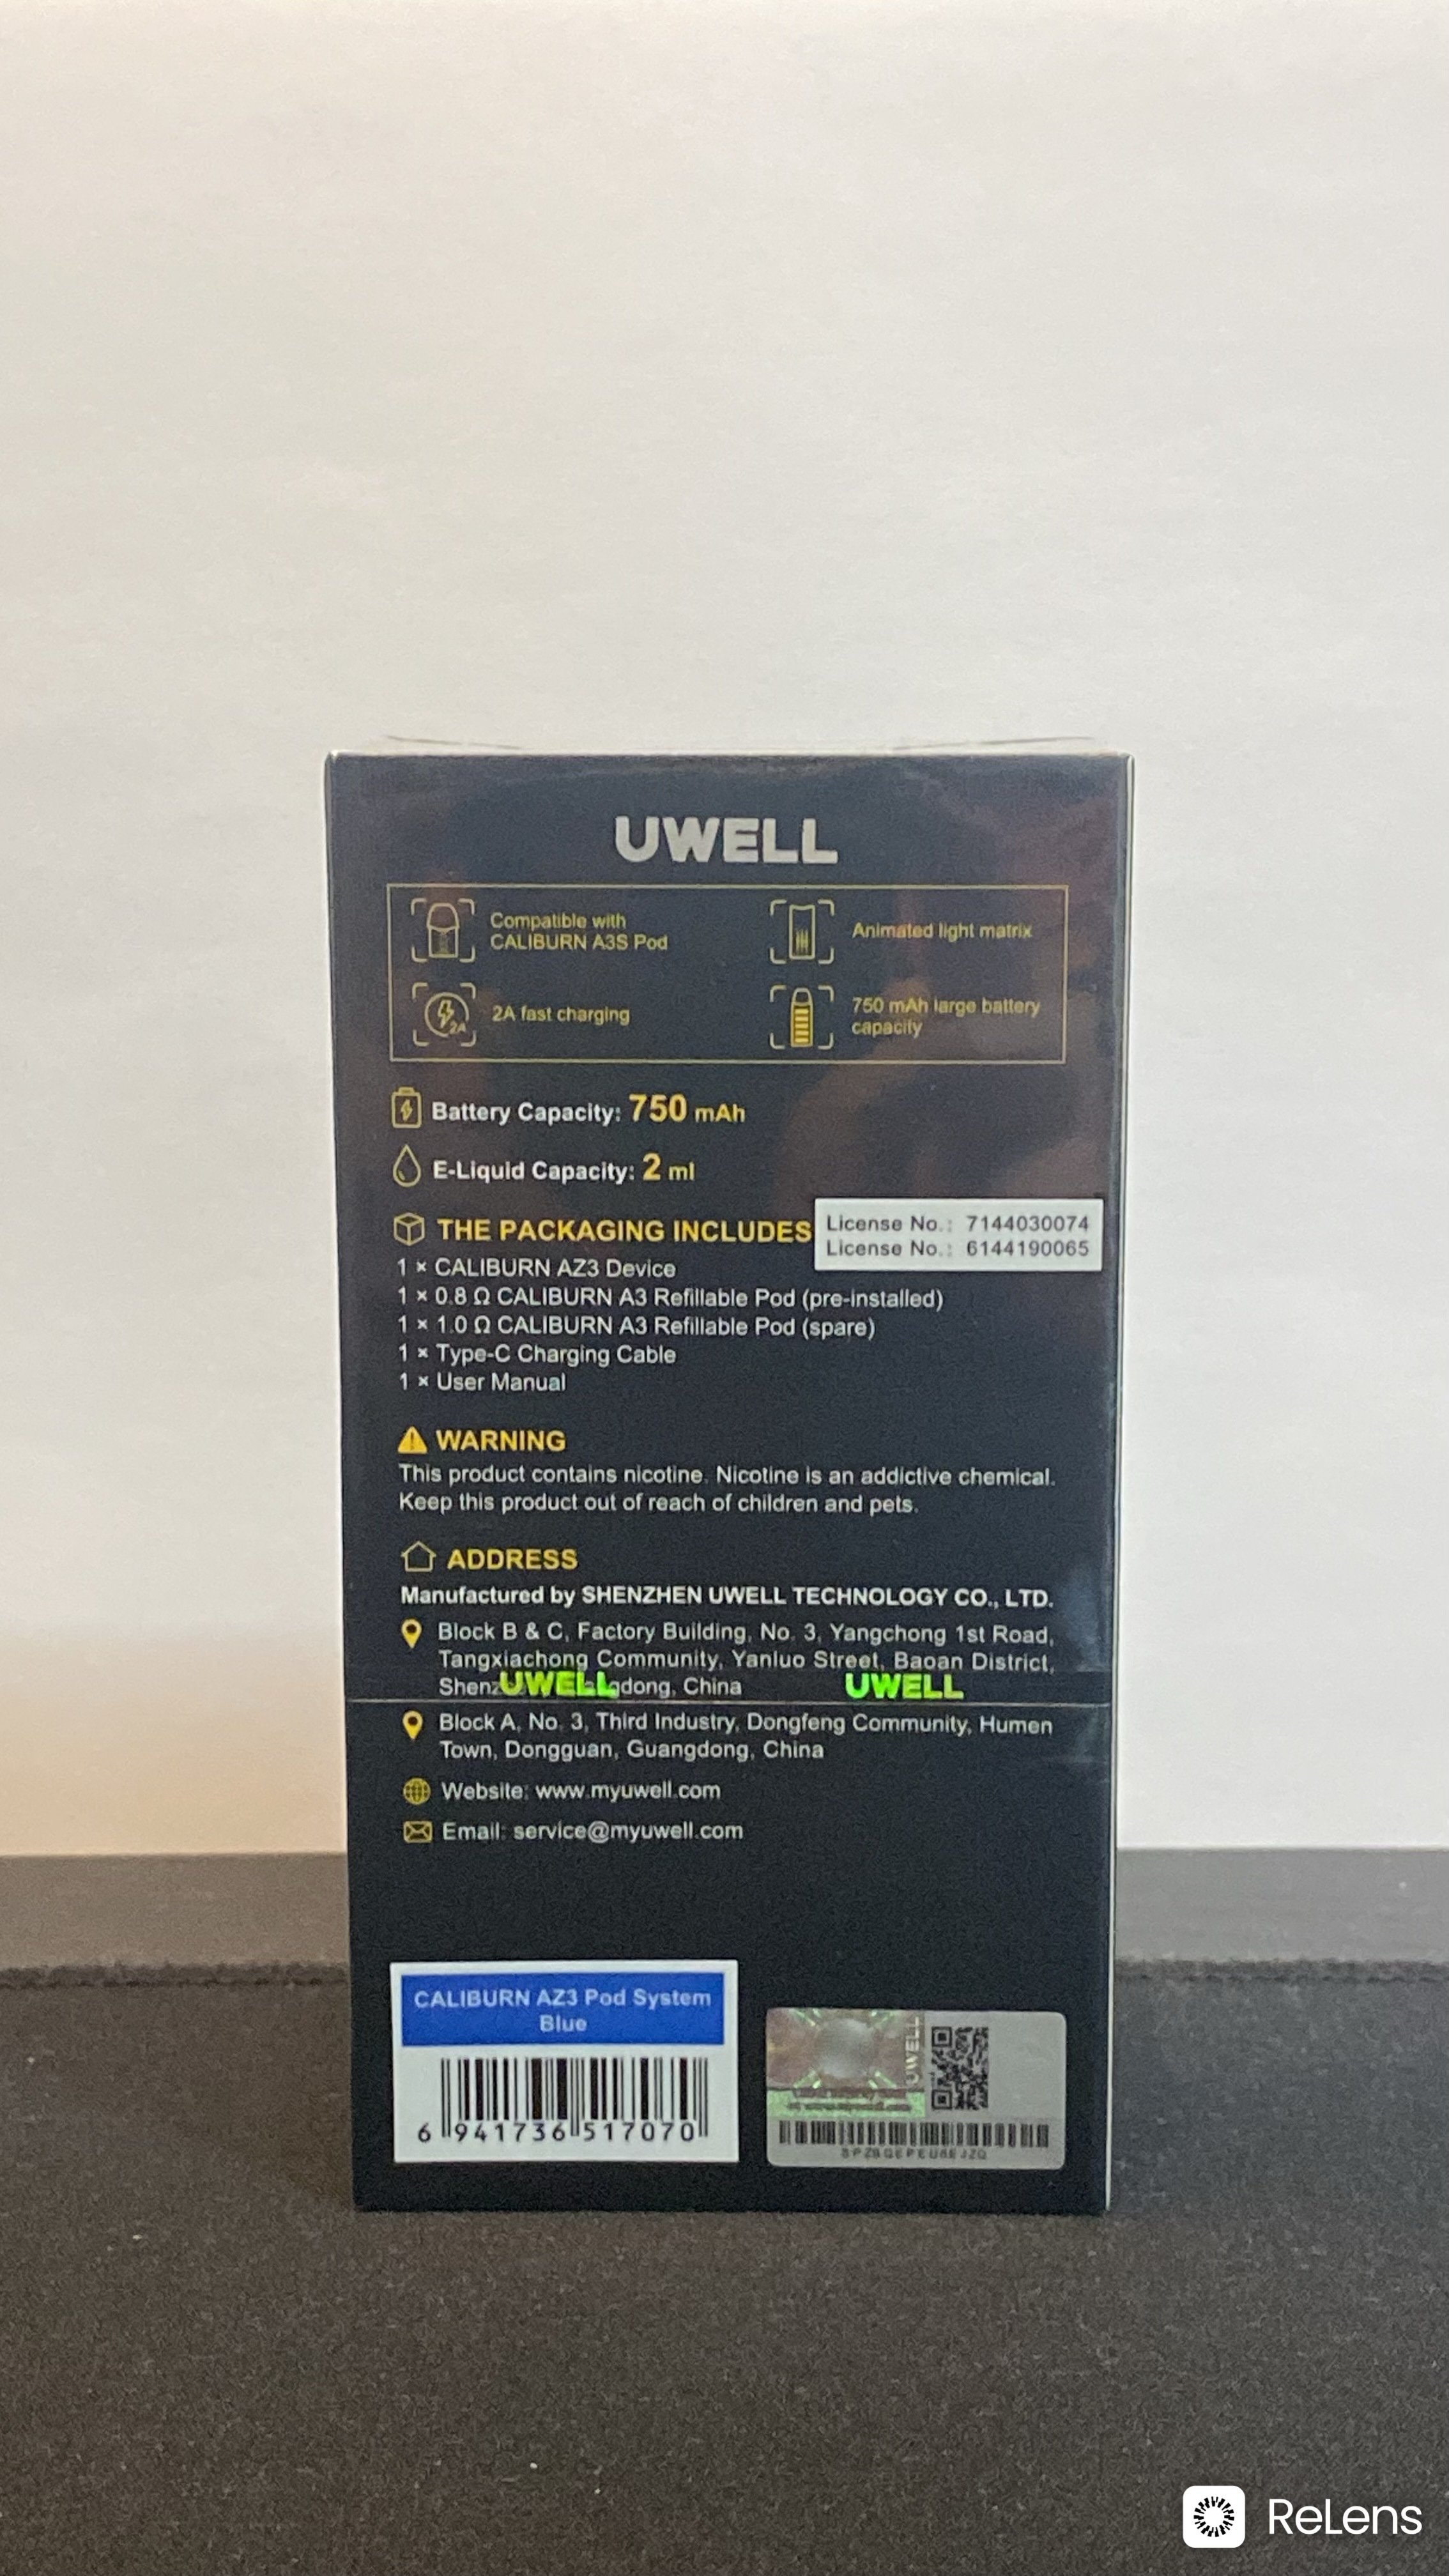 UWELL
Compatible with
CALIBURN A3S Pod
Animated light matrix
2A
2A fast charging
750 mAh large battery
capacity
Battery Capacity: 750 mAh
E-Liquid Capacity: 2 ml
THE PACKAGING INCLUDES
License No.: 7144030074
License No.: 6144190065
1 × CALIBURN AZ3 Device
1 × 0.8 Ω CALIBURN A3 Refillable Pod (pre-installed)
1 × 1.0 Ω CALIBURN A3 Refillable Pod (spare)
1 × Type-C Charging Cable
1 × User Manual
WARNING
This product contains nicotine. Nicotine is an addictive chemical.
Keep this product out of reach of children and pets.
ADDRESS
Manufactured by SHENZHEN UWELL TECHNOLOGY CO., LTD.
Block B & C, Factory Building, No. 3, Yangchong 1st Road,
Tangxiachong Community, Yanluo Street, Baoan District,
China
UWELL UWELL
Block A, No. 3, Third Industry, Dongfeng Community, Humen
Town, Dongguan, Guangdong, China
Website: www.myuwell.com
Email: service@myuwell.com
CALIBURN AZ3 Pod System
Blue
6 941736 517070
UWELL
ReLens